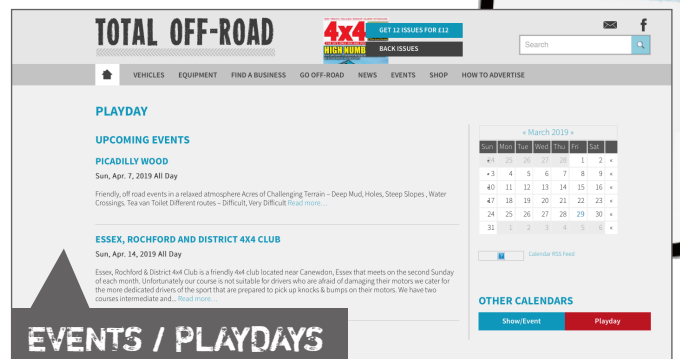 TOTAL OFF-ROAD
4x4
HIGH NUMB
GET 12 ISSUES FOR £12
BACK ISSUES
Search
VEHICLES EQUIPMENT FIND A BUSINESS GO OFF-ROAD NEWS EVENTS SHOP HOW TO ADVERTISE
PLAYDAY
UPCOMING EVENTS
PICADILLY WOOD
Sun, Apr. 7, 2019 All Day
Friendly, off road events in a relaxed atmosphere Acres of Challenging Terrain – Deep Mud, Holes, Steep Slopes , Water
Crossings. Tea van Toilet Different routes – Difficult, Very Difficult Read more…
ESSEX, ROCHFORD AND DISTRICT 4X4 CLUB
Sun, Apr. 14, 2019 All Day
Essex, Rochford & District 4x4 Club is a friendly 4x4 club located near Canewdon, Essex that meets on the second Sunday
of each month. Unfortunately our course is not suitable for drivers who are afraid of damaging their motors we cater for
the more dedicated drivers of the sport that are prepared to pick up knocks & bumps on their motors. We have two
courses intermediate and... Read more…
« March 2019 »
Sun Mon Tue Wed Thu Fri Sat
24 25 26 27 28 1 2 «
3 4 5 6 7 8 9 «
10 11 12 13 14 15 16 «
17 18 19 20 21 22 23 «
24 25 26 27 28 29 30 «
31 1 2 3 4 5 6 «
Calendar RSS Feed
OTHER CALENDARS
Show/Event Playday
EVENTS / PLAYDAYS